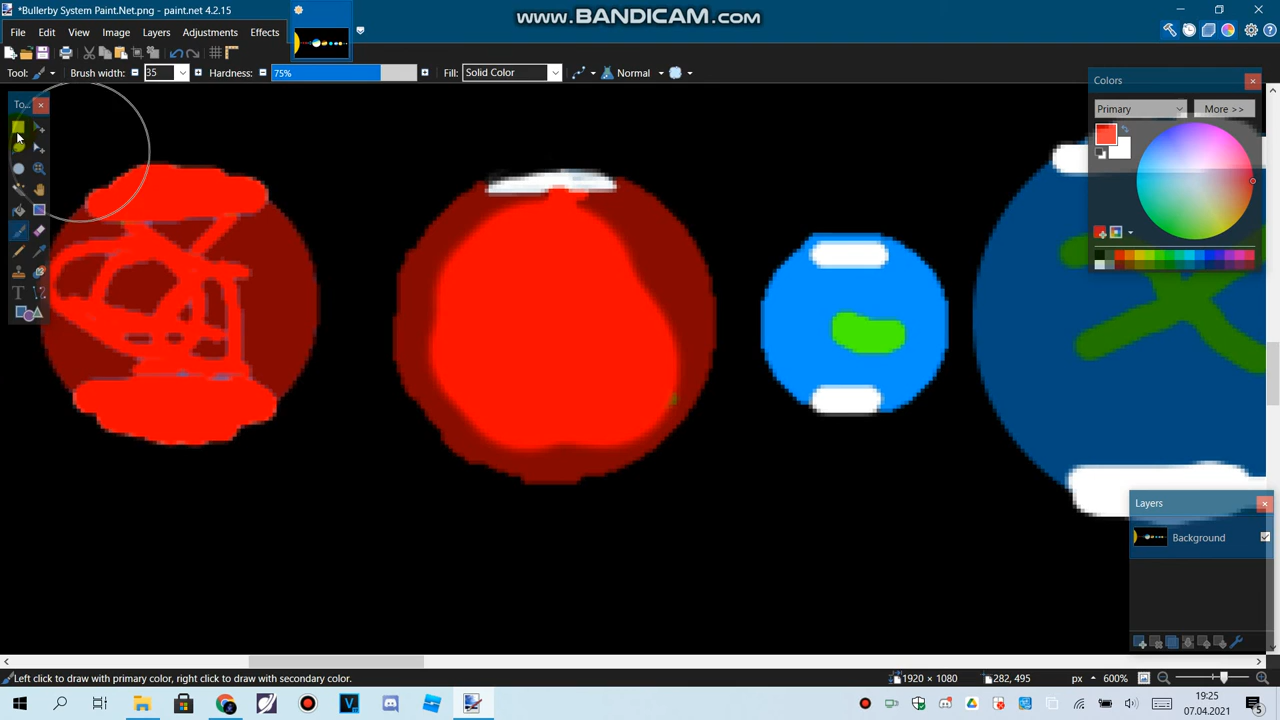 www.BANDICAM.com
*Bullerby System Paint.Net.png - paint.net 4.2.15
File Edit View Image Layers Adjustments Effects
Tool: Brush width: 35 Hardness: 75% Fill: Solid Color Normal
To...
Colors
Primary More >>
Layers
Background
Left click to draw with primary color, right click to draw with secondary color. 1920 × 1080 282, 495 px 600%
19:25
07.04.2021
5